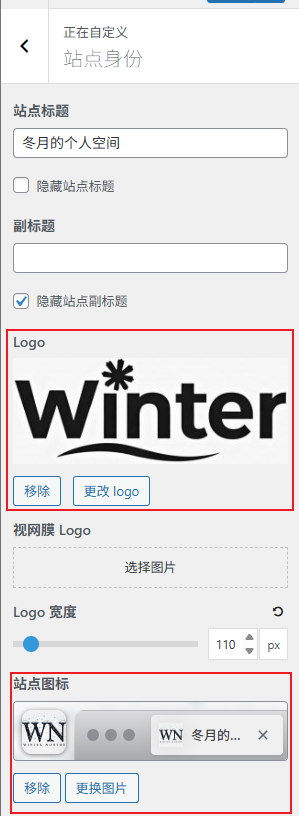 正在自定义
站点身份
站点标题
冬月的个人空间
隐藏站点标题
副标题
隐藏站点副标题
Logo
Winter
移除
更改 logo
视网膜 Logo
选择图片
Logo 宽度
110
px
站点图标
WN
WN
冬月的...
移除
更换图片